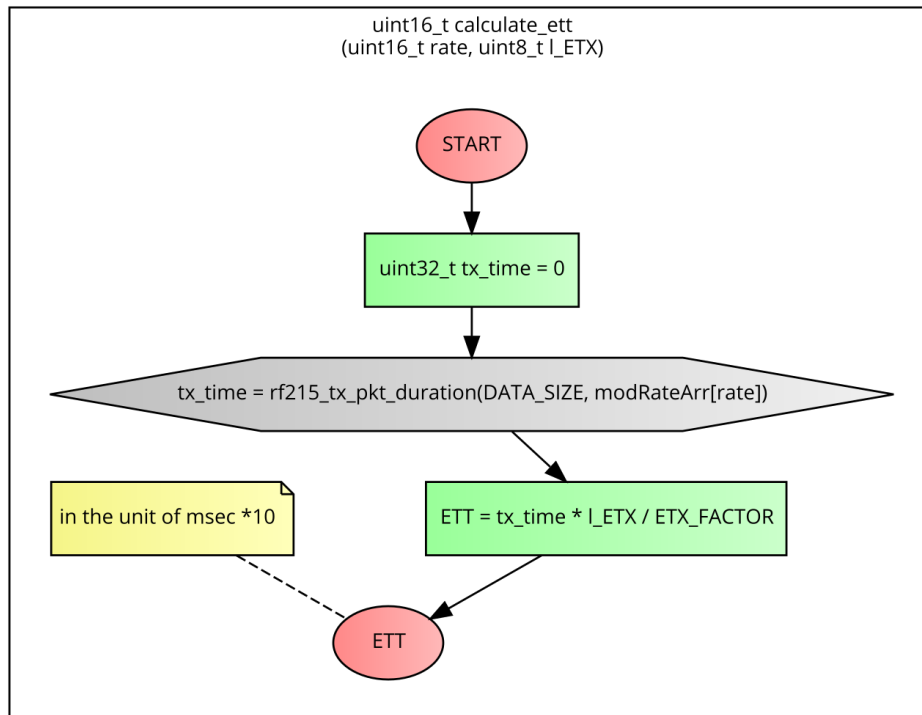 uint16_t calculate_ett
(uint16_t rate, uint8_t l_ETX)
START
uint32_t tx_time = 0
tx_time = rf215_tx_pkt_duration(DATA_SIZE, modRateArr[rate])
in the unit of msec *10
ETT = tx_time * l_ETX / ETX_FACTOR
ETT